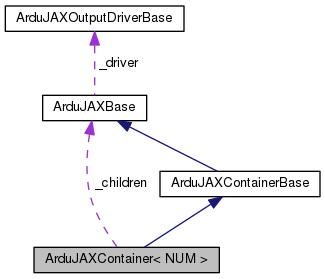 ArduJAXOutputDriverBase
_driver
ArduJAXBase
_children
ArduJAXContainerBase
ArduJAXContainer< NUM >